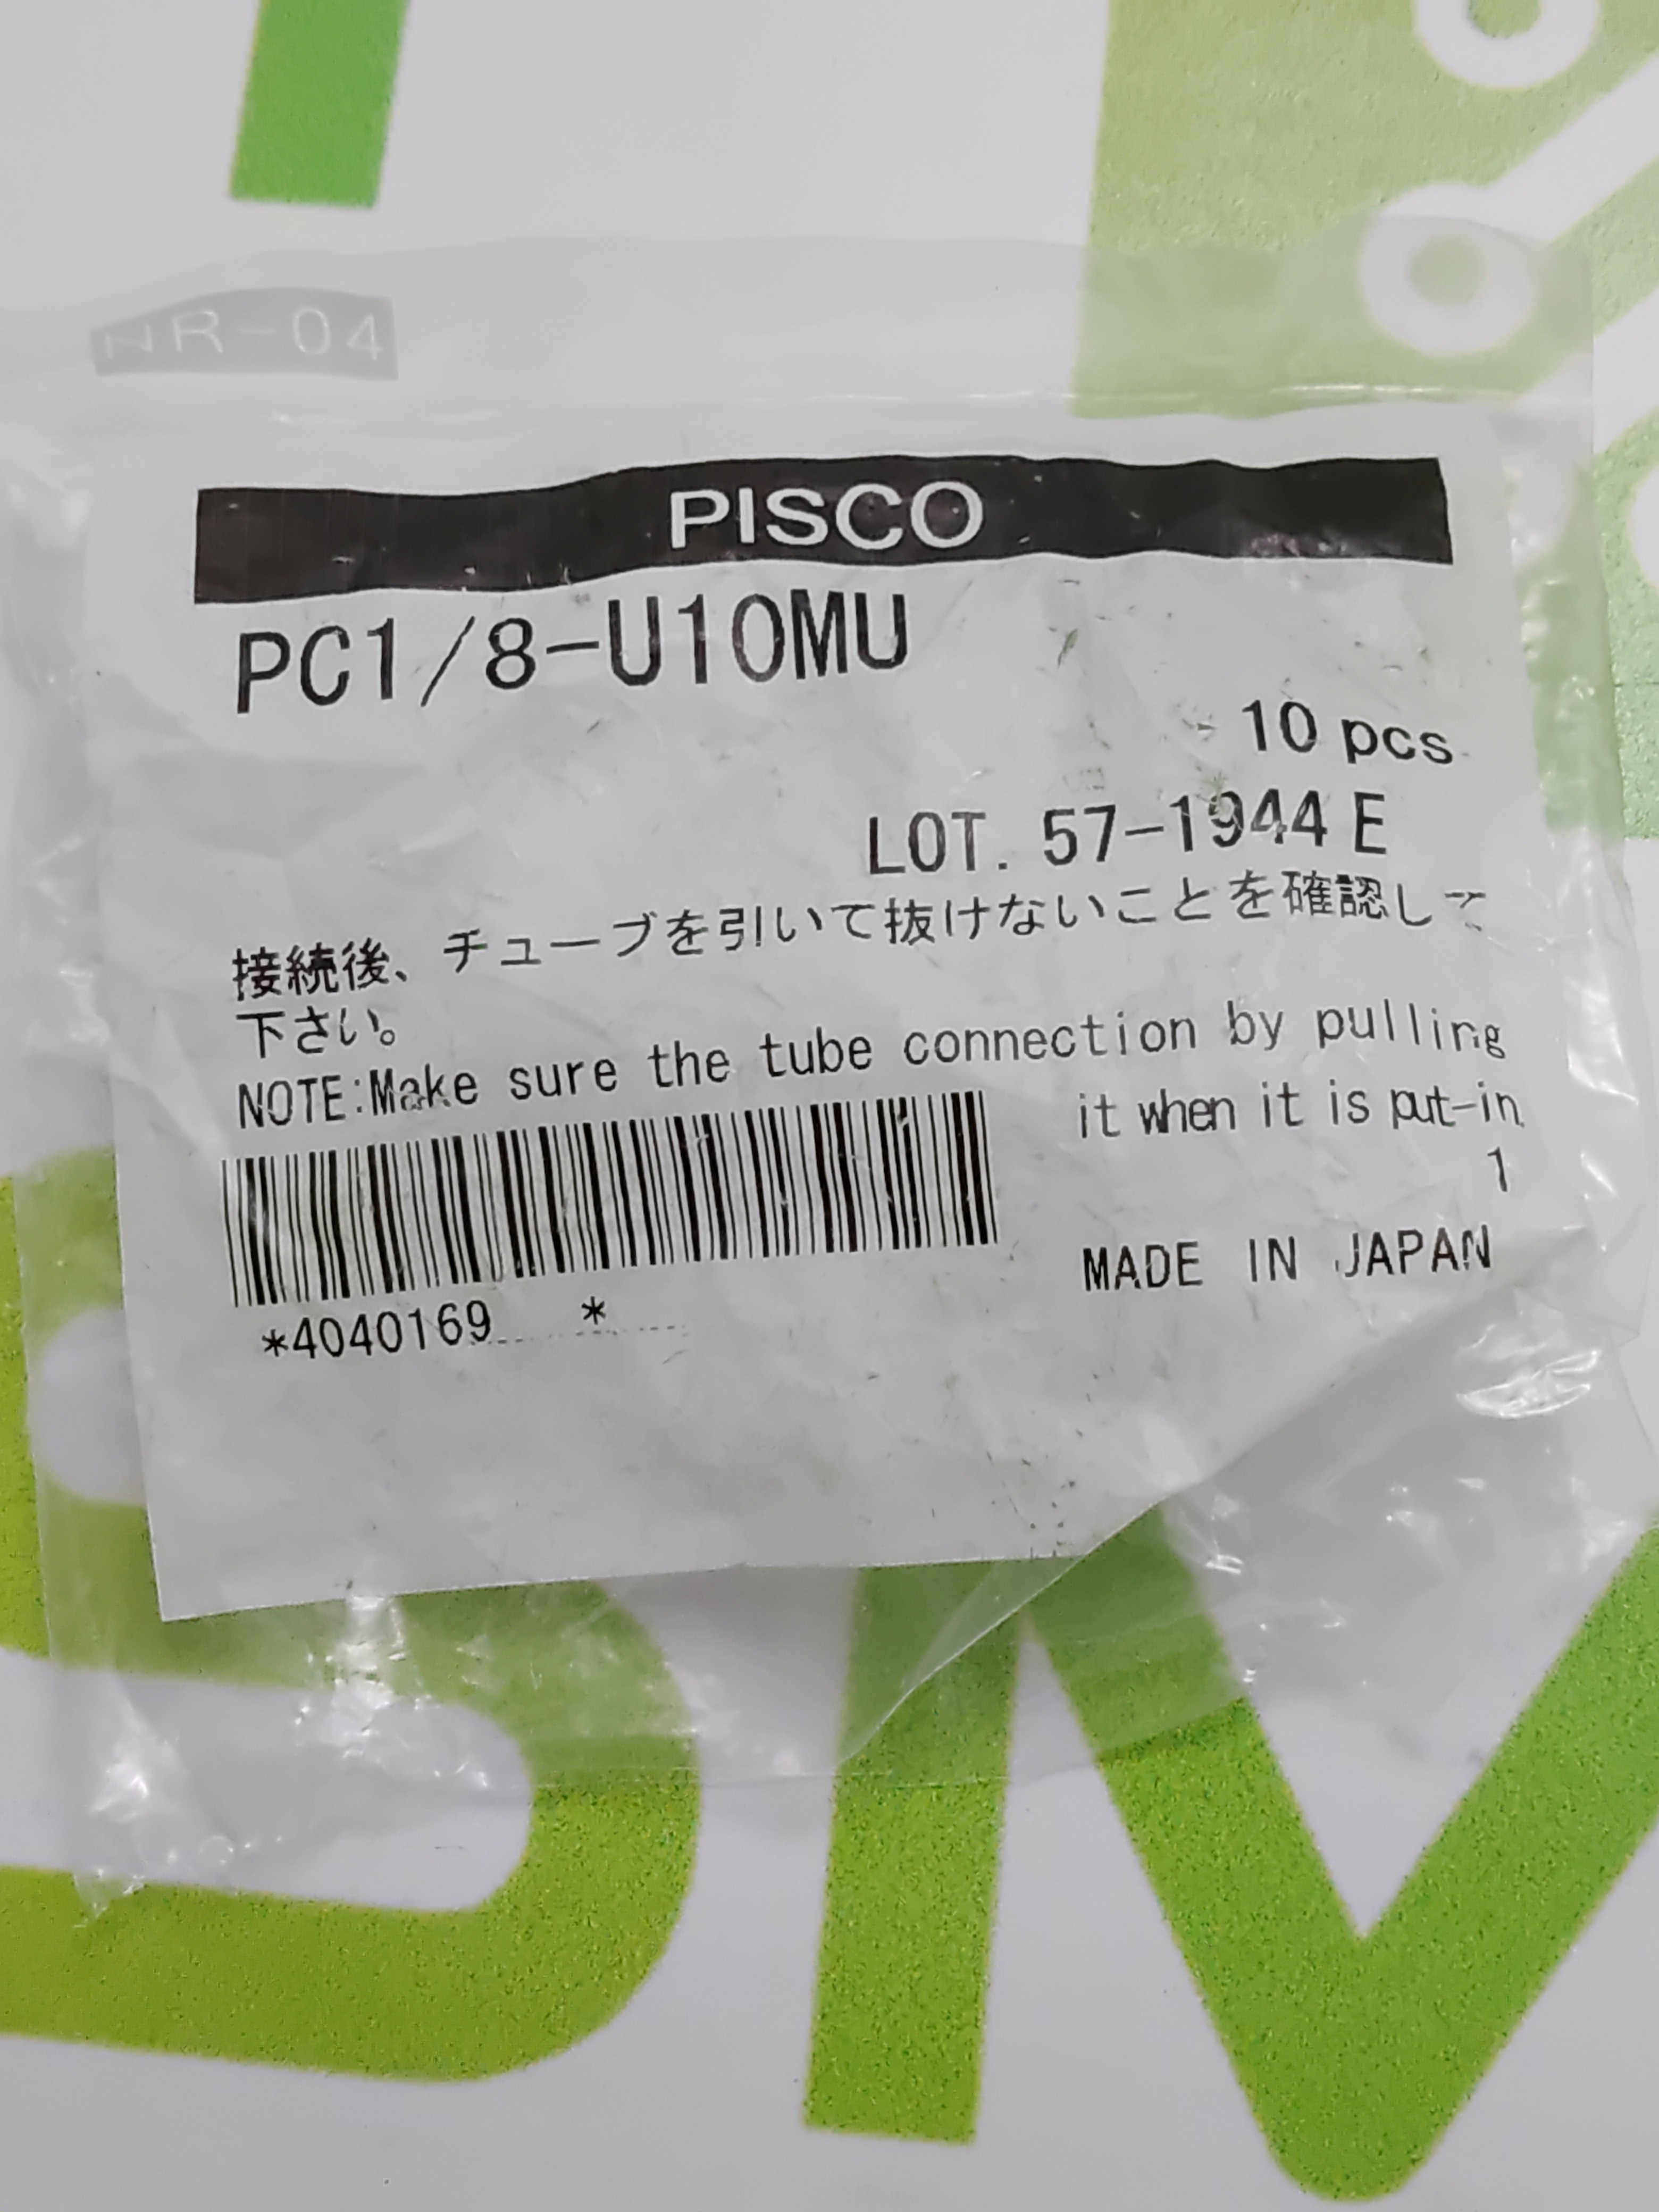 NR-04
PISCO
PC1/8-U10MU
10 pcs
LOT. 57-1944 E
接続後、チューブを引いて抜けないことを確認して
下さい。
NOTE:Make sure the tube connection by pulling
it when it is put-in.
1
MADE IN JAPAN
*4040169 *